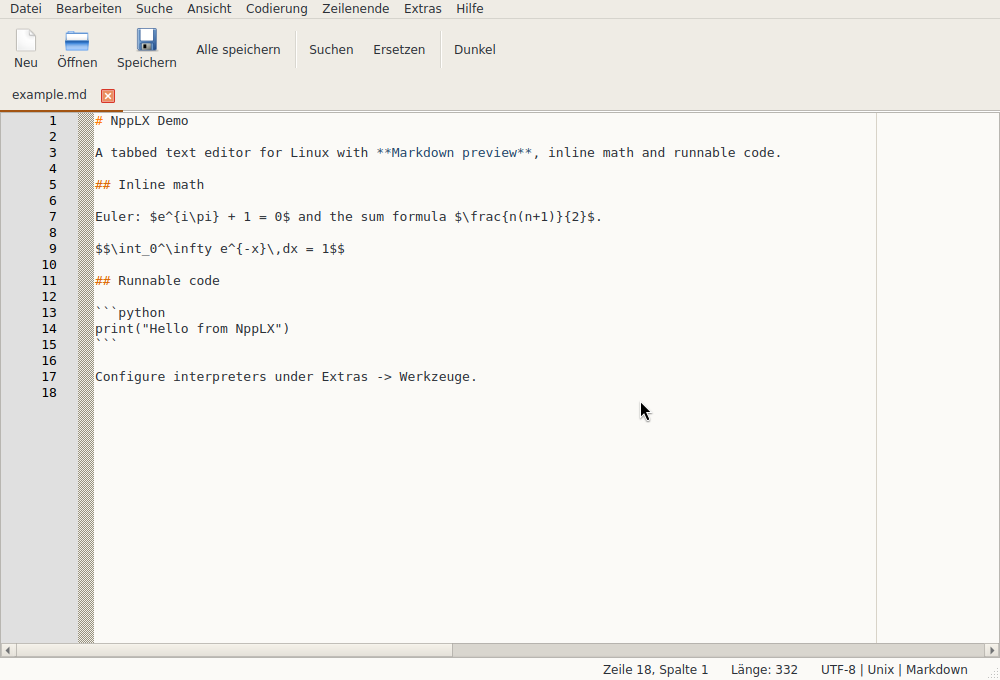 Datei Bearbeiten Suche Ansicht Codierung Zeilenende Extras Hilfe
Neu Öffnen Speichern Alle speichern Suchen Ersetzen Dunkel
example.md
1 # NppLX Demo
2
3 A tabbed text editor for Linux with **Markdown preview**, inline math and runnable code.
4
5 ## Inline math
6
7 Euler: $e^{i\pi} + 1 = 0$ and the sum formula $\frac{n(n+1)}{2}$.
8
9 $$\int_0^\infty e^{-x}\,dx = 1$$
10
11 ## Runnable code
12
13 ```python
14 print("Hello from NppLX")
15 ```
16
17 Configure interpreters under Extras -> Werkzeuge.
18
Zeile 18, Spalte 1 Länge: 332 UTF-8 | Unix | Markdown